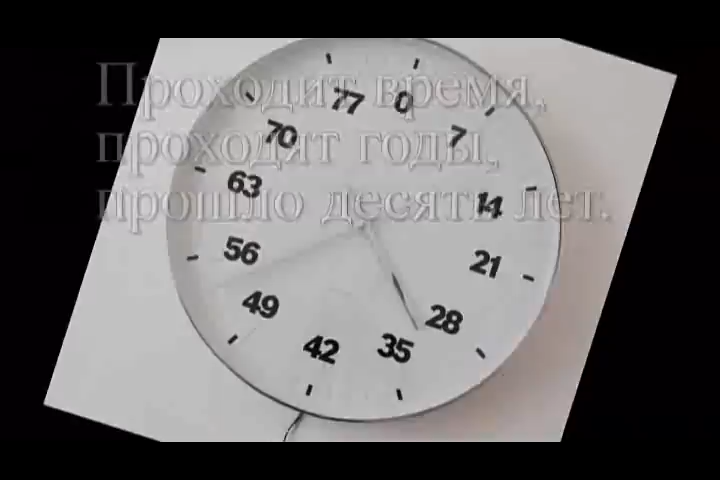 Проходит время,
проходят годы,
прошло десять лет.
77 0
70 7
63 14
56 21
49 28
42 35